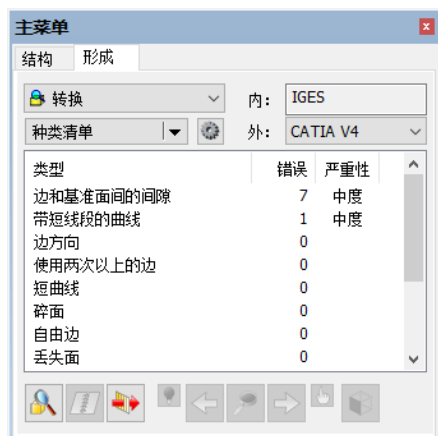 主菜单
结构 形成
转换 内： IGES
种类清单 外： CATIA V4
类型 错误 严重性
边和基准面间的间隙 7 中度
带短线段的曲线 1 中度
边方向 0
使用两次以上的边 0
短曲线 0
碎面 0
自由边 0
丢失面 0